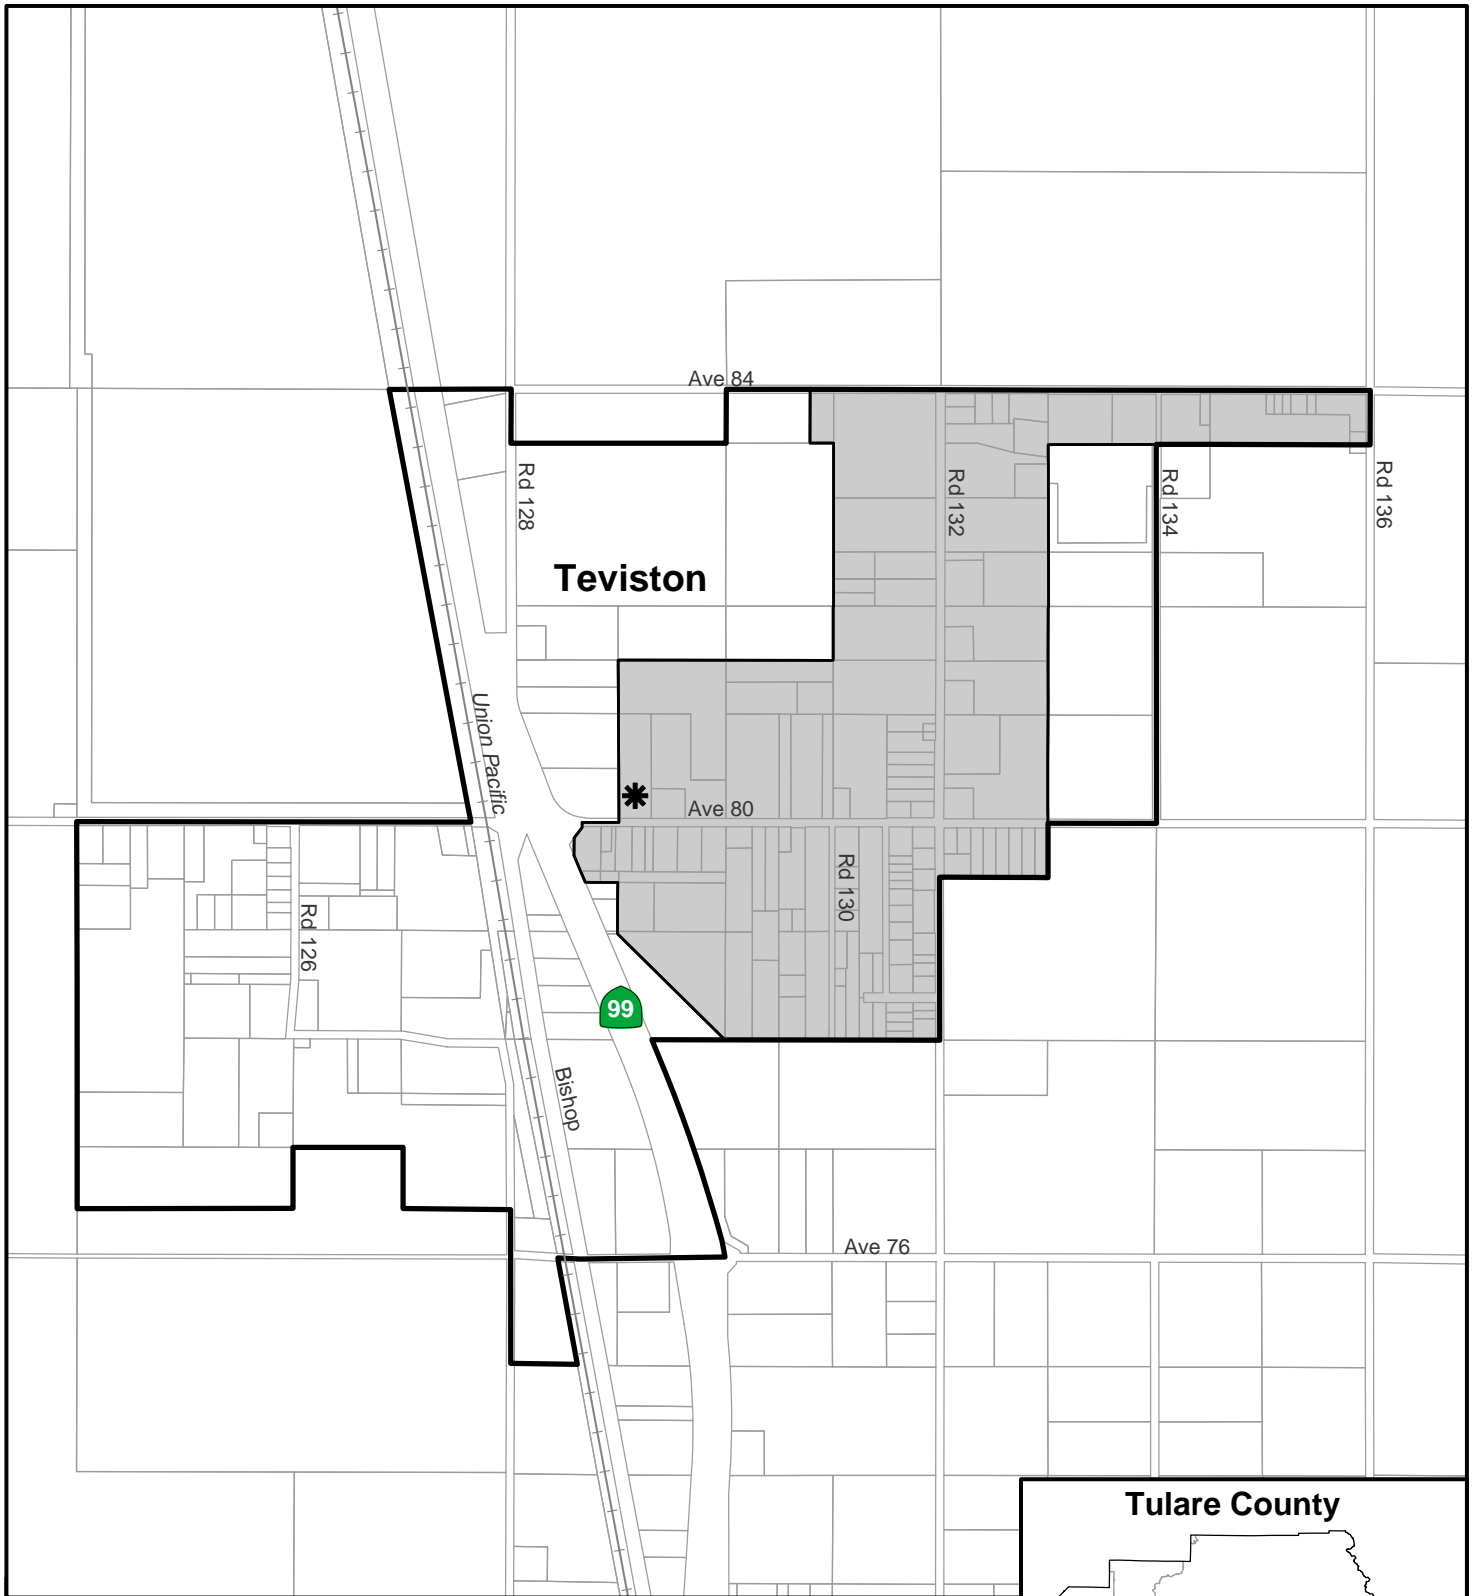 Ave 84
Rd 128
Rd 132
Rd 134
Rd 136
Teviston
Union Pacific
Ave 80
Rd 130
Rd 126
99
Bishop
Ave 76
Tulare County